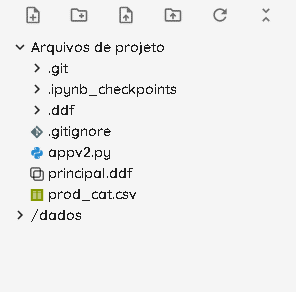 Arquivos de projeto
.git
.ipynb_checkpoints
.ddf
.gitignore
appv2.py
principal.ddf
prod_cat.csv
/dados